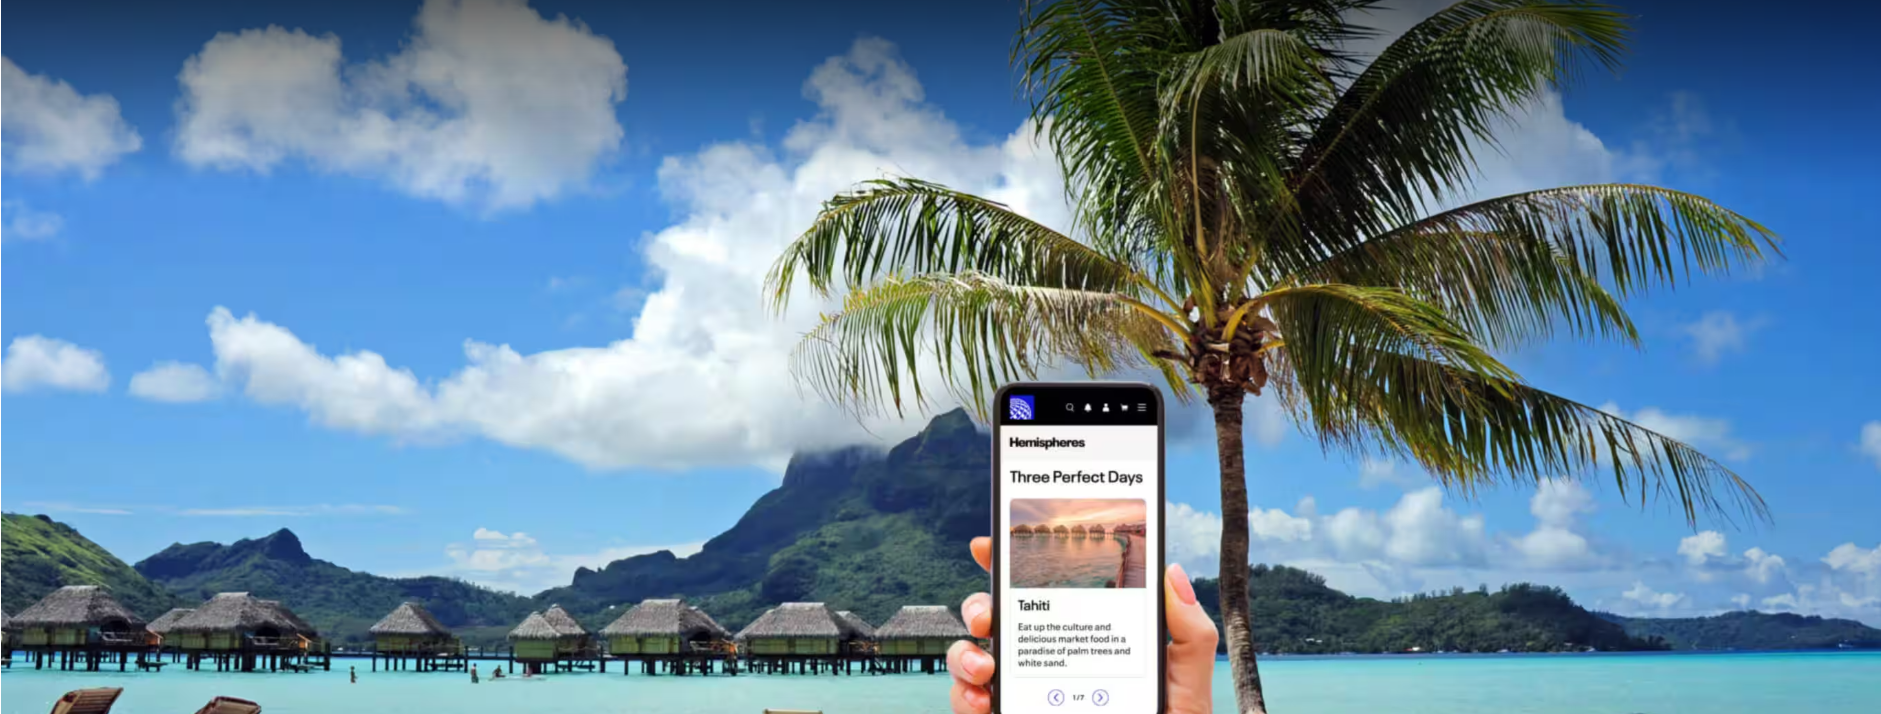 Hemispheres
Three Perfect Days
Tahiti
Eat up the culture and
delicious market food in a
paradise of palm trees and
white sand.
1/7